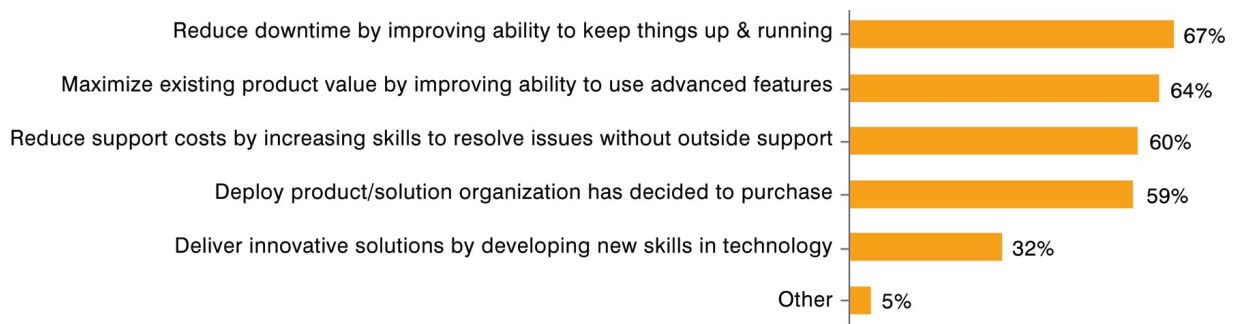 Reduce downtime by improving ability to keep things up & running 67%
Maximize existing product value by improving ability to use advanced features 64%
Reduce support costs by increasing skills to resolve issues without outside support 60%
Deploy product/solution organization has decided to purchase 59%
Deliver innovative solutions by developing new skills in technology 32%
Other 5%